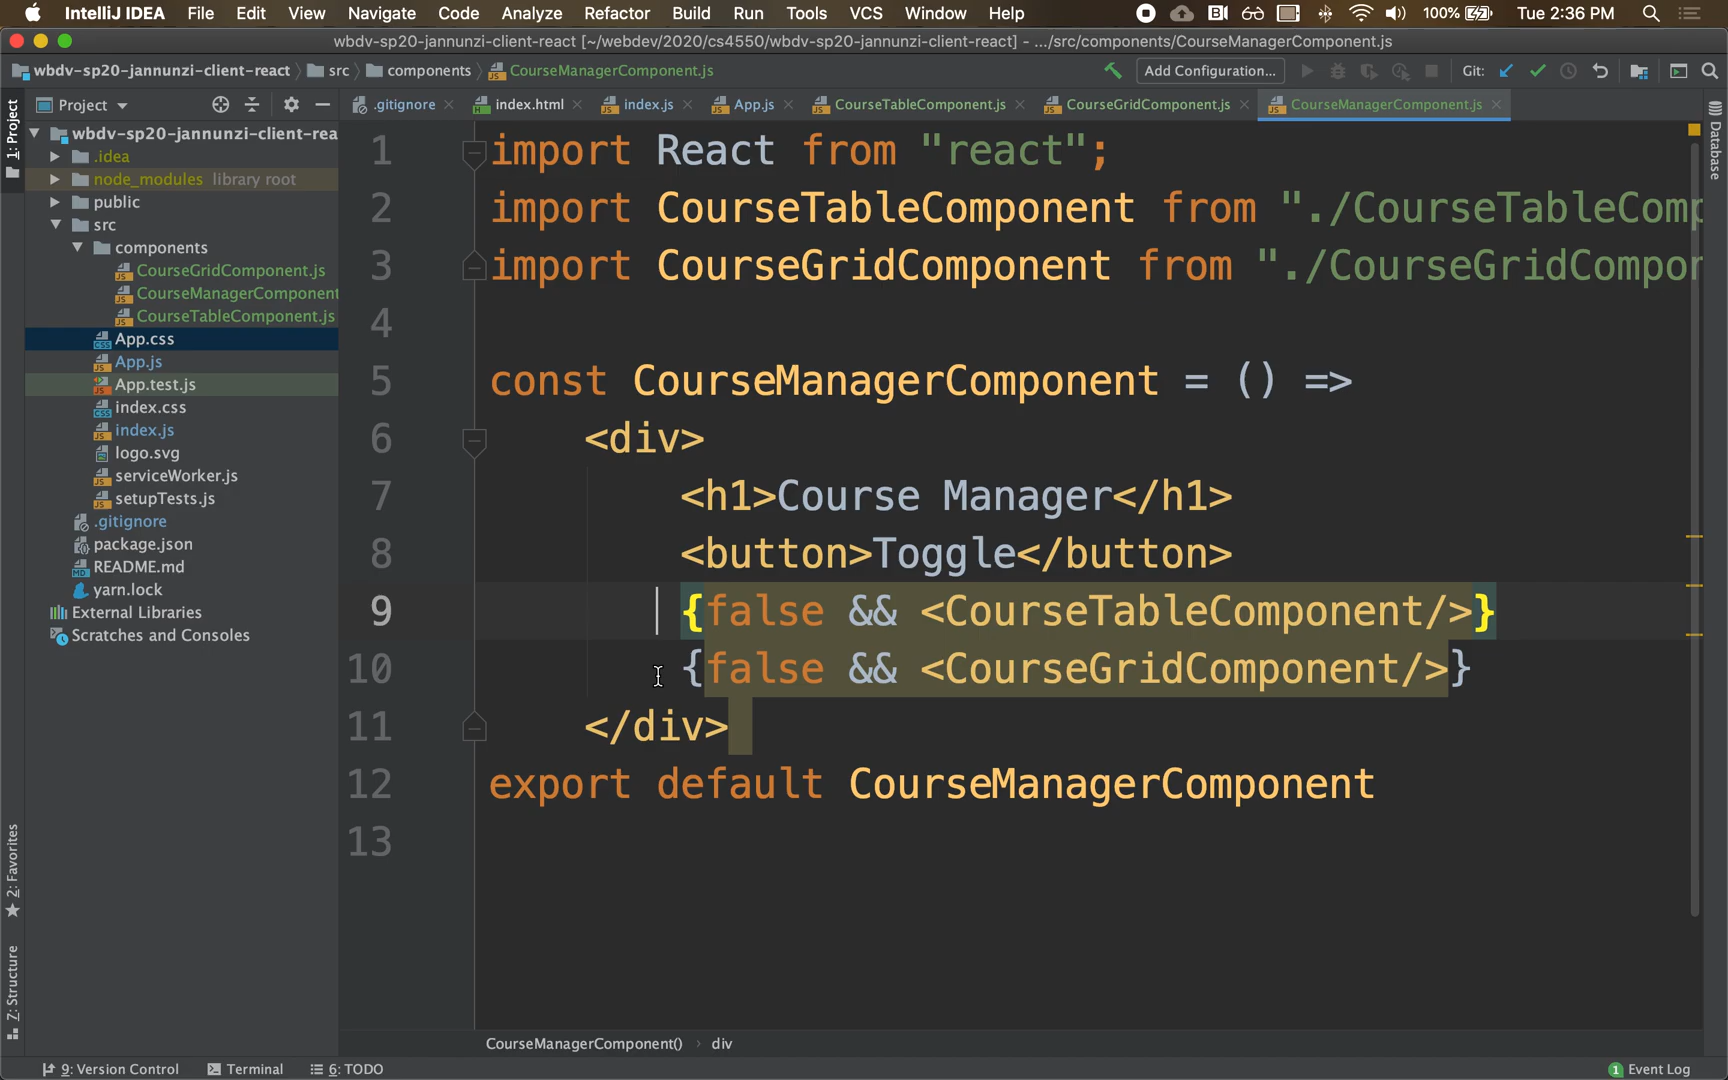 IntelliJ IDEA File Edit View Navigate Code Analyze Refactor Build Run Tools VCS Window Help 100% Tue 2:36 PM
wbdv-sp20-jannunzi-client-react [~/webdev/2020/cs4550/wbdv-sp20-jannunzi-client-react] - .../src/components/CourseManagerComponent.js
wbdv-sp20-jannunzi-client-react src components CourseManagerComponent.js Add Configuration... Git:
Project .gitignore index.html index.js App.js CourseTableComponent.js CourseGridComponent.js CourseManagerComponent.js
1: Project
2: Favorites
Z: Structure
Database
wbdv-sp20-jannunzi-client-rea
.idea
node_modules library root
public
src
components
CourseGridComponent.js
CourseManagerComponent
CourseTableComponent.js
App.css
App.js
App.test.js
index.css
index.js
logo.svg
serviceWorker.js
setupTests.js
.gitignore
package.json
README.md
yarn.lock
External Libraries
Scratches and Consoles
1 import React from "react";
2 import CourseTableComponent from "./CourseTableComp
3 import CourseGridComponent from "./CourseGridCompon
4
5 const CourseManagerComponent = () =>
6 <div>
7 <h1>Course Manager</h1>
8 <button>Toggle</button>
9 {false && <CourseTableComponent/>}
10 {false && <CourseGridComponent/>}
11 </div>
12 export default CourseManagerComponent
13
CourseManagerComponent() › div
9: Version Control Terminal 6: TODO 1 Event Log